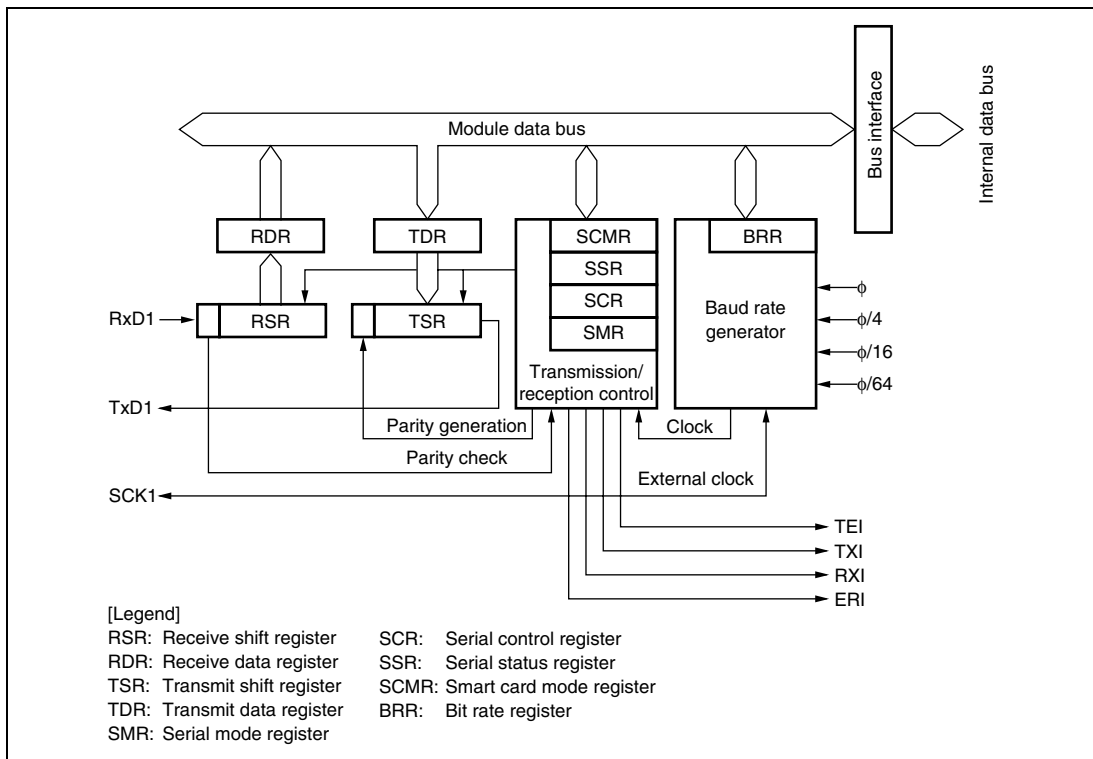 Module data bus
Bus interface
Internal data bus
RDR
TDR
SCMR
BRR
SSR
SCR
SMR
RxD1
RSR
TSR
Baud rate
generator
ϕ
ϕ/4
ϕ/16
ϕ/64
Transmission/
reception control
TxD1
Parity generation
Clock
Parity check
External clock
SCK1
TEI
TXI
RXI
ERI
[Legend]
RSR: Receive shift register
RDR: Receive data register
TSR: Transmit shift register
TDR: Transmit data register
SMR: Serial mode register
SCR: Serial control register
SSR: Serial status register
SCMR: Smart card mode register
BRR: Bit rate register